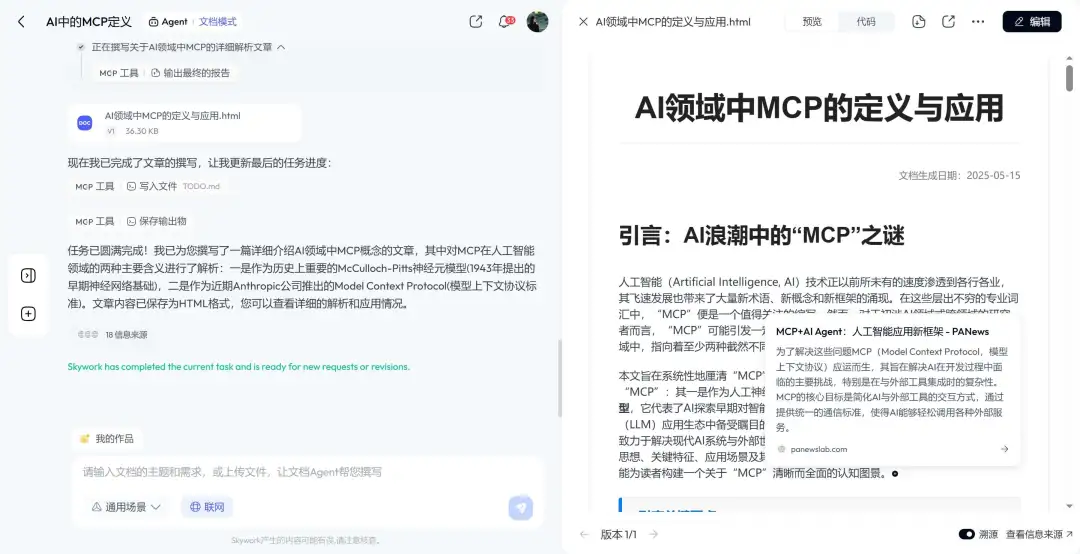 AI中的MCP定义
Agent
文档模式
33
正在撰写关于AI领域中MCP的详细解析文章
MCP 工具
输出最终的报告
DOC
AI领域中MCP的定义与应用.html
v1 36.30 KB
现在我已完成了文章的撰写，让我更新最后的任务进度：
MCP 工具
写入文件 TODO.md
MCP 工具
保存输出物
任务已圆满完成！我已为您撰写了一篇详细介绍AI领域中MCP概念的文章，其中对MCP在人工智能
领域的两种主要含义进行了解析：一是作为历史上重要的McCulloch-Pitts神经元模型(1943年提出的
早期神经网络基础)，二是作为近期Anthropic公司推出的Model Context Protocol(模型上下文协议标
准)。文章内容已保存为HTML格式，您可以查看详细的解析和应用情况。
18 信息来源
Skywork has completed the current task and is ready for new requests or revisions.
我的作品
请输入文档的主题和需求，或上传文件，让文档Agent帮您撰写
通用场景
联网
Skywork产生的内容可能有误,请注意核意。
AI领域中MCP的定义与应用.html
预览
代码
编辑
AI领域中MCP的定义与应用
文档生成日期：2025-05-15
引言：AI浪潮中的“MCP”之谜
人工智能（Artificial Intelligence, AI）技术正以前所未有的速度渗透到各行各业，
其飞速发展也带来了大量新术语、新概念和新框架的涌现。在这些层出不穷的专业词
汇中，“MCP”便是一个值得关注的缩写。然而，对于初涉AI领域或跨领域的研究
者而言，“MCP”可能引发一定
域中，指向着至少两种截然不同
本文旨在系统性地厘清“MCP”
“MCP”：其一是作为人工神经
型，它代表了AI探索早期对智能
（LLM）应用生态中备受瞩目的
致力于解决现代AI系统与外部世
思想、关键特征、应用场景及其
能为读者构建一个关于“MCP”清晰而全面的认知图景。
MCP+AI Agent：人工智能应用新框架 - PANews
为了解决这些问题MCP（Model Context Protocol，模型
上下文协议）应运而生，其旨在解决AI在开发过程中面
临的主要挑战，特别是在与外部工具集成时的复杂性。
MCP的核心目标是简化AI与外部工具的交互方式，通过
提供统一的通信标准，使得AI能够轻松调用各种外部服
务。
panewslab.com
版本 1/1
溯源
查看信息来源